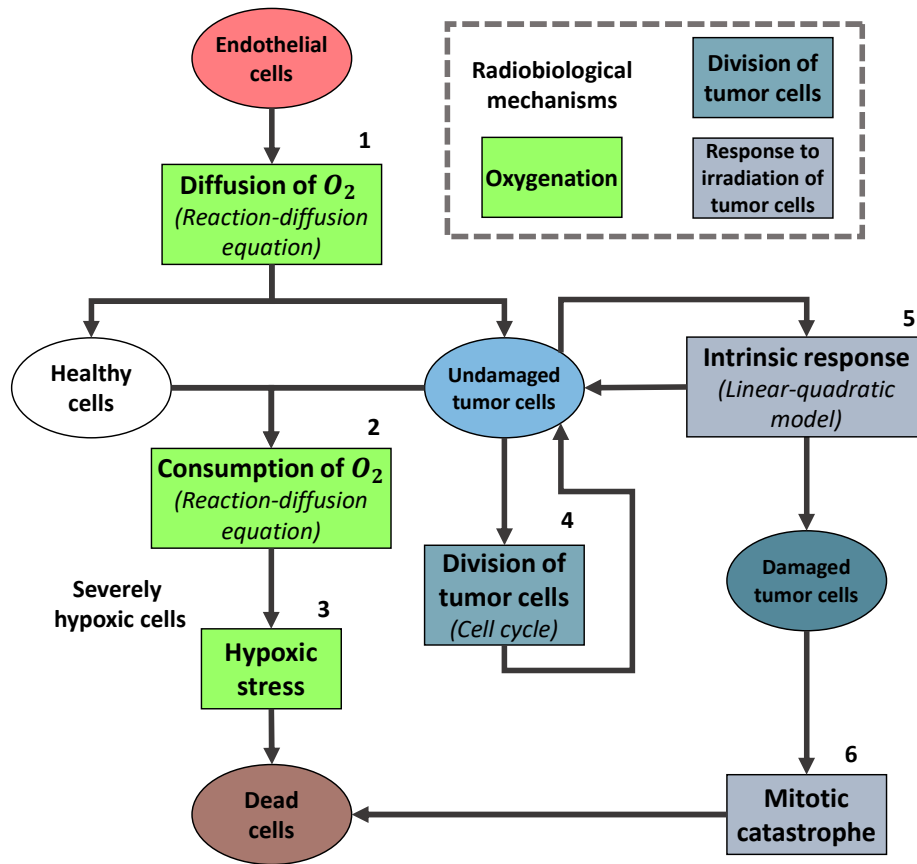 Endothelial
cells
Radiobiological
mechanisms
Division of
tumor cells
Oxygenation
Response to
irradiation of
tumor cells
1
Diffusion of O₂
(Reaction-diffusion
equation)
Healthy
cells
Undamaged
tumor cells
5
Intrinsic response
(Linear-quadratic
model)
2
Consumption of O₂
(Reaction-diffusion
equation)
4
Division of
tumor cells
(Cell cycle)
Damaged
tumor cells
Severely
hypoxic cells
3
Hypoxic
stress
6
Mitotic
catastrophe
Dead
cells